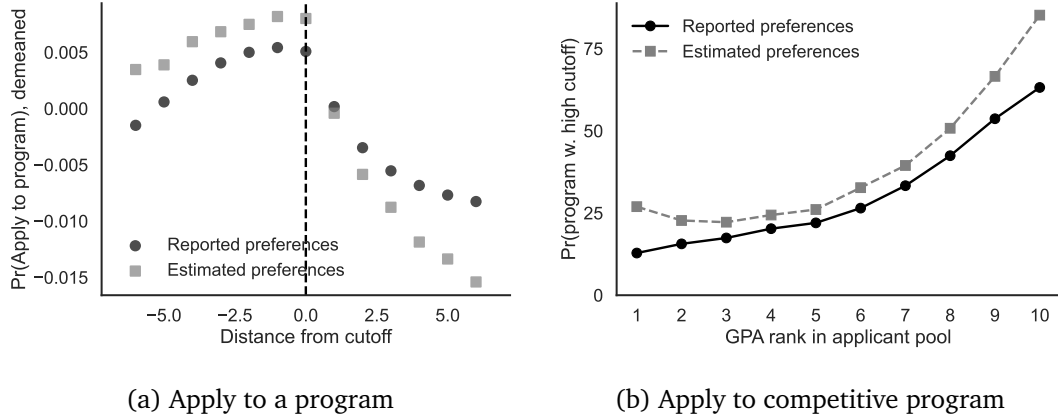 Pr(Apply to program), demeaned
0.005
0.000
−0.005
−0.010
−0.015
Reported preferences
Estimated preferences
−5.0 −2.5 0.0 2.5 5.0
Distance from cutoff
(a) Apply to a program
Pr(program w. high cutoff)
75
50
25
0
Reported preferences
Estimated preferences
1 2 3 4 5 6 7 8 9 10
GPA rank in applicant pool
(b) Apply to competitive program